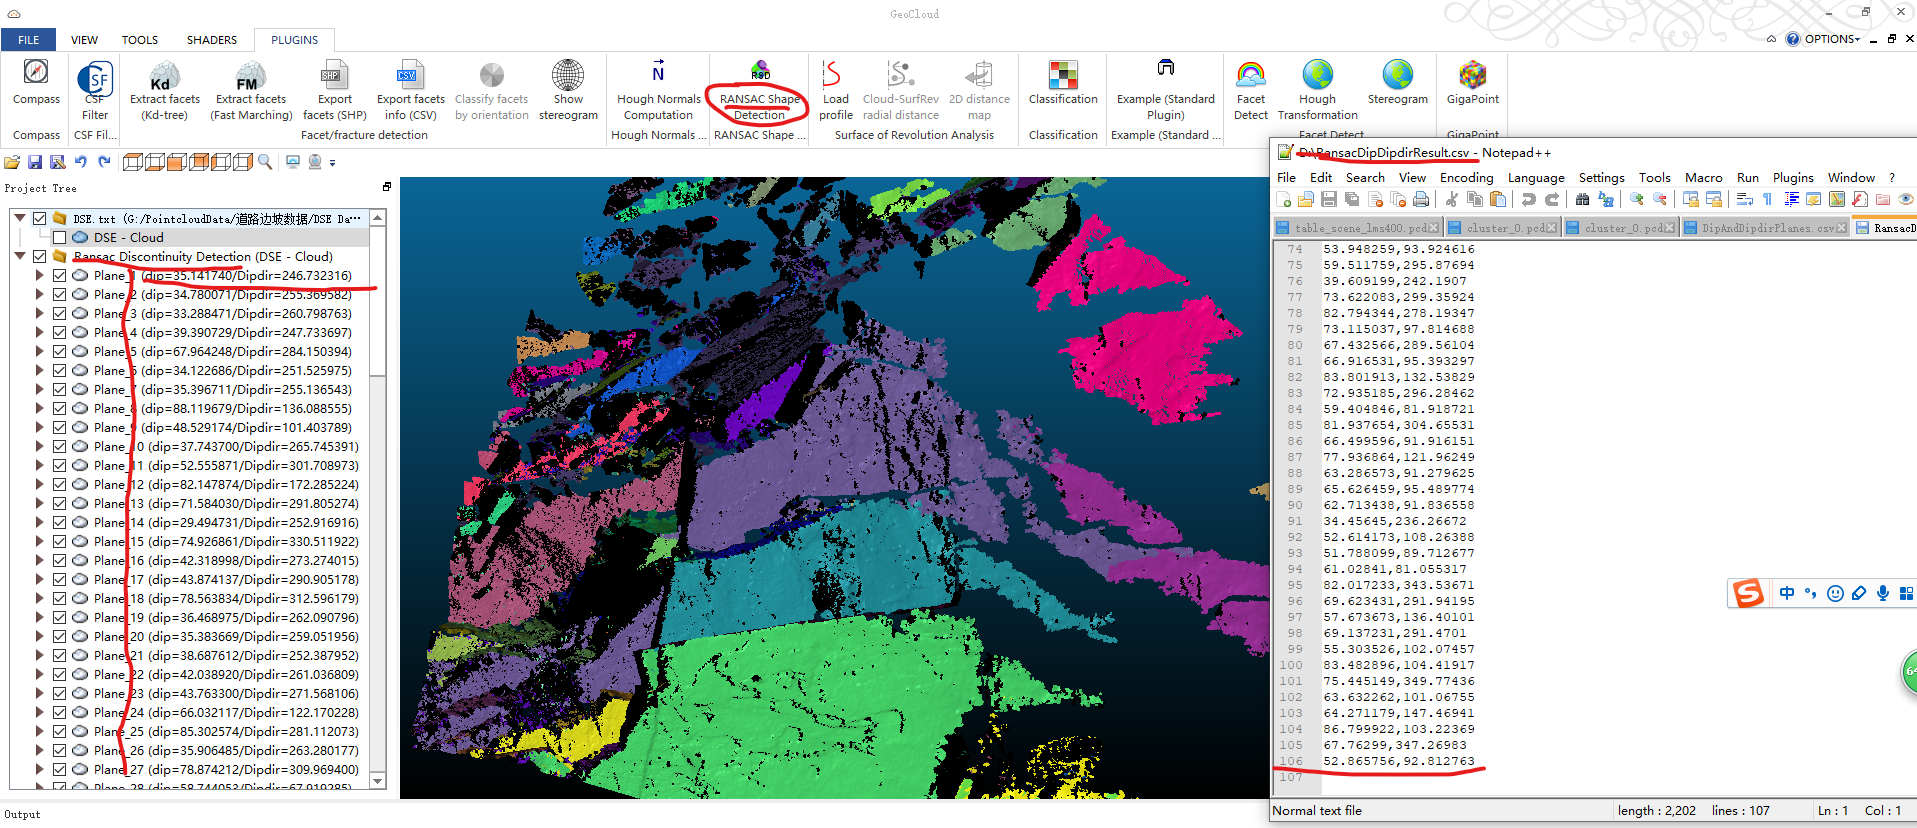 GeoCloud
FILE VIEW TOOLS SHADERS PLUGINS
OPTIONS
Compass
CSF Filter
Extract facets (Kd-tree)
Extract facets (Fast Marching)
Export facets (SHP)
Export facets info (CSV)
Classify facets by orientation
Show stereogram
N
Hough Normals Computation
RSD
RANSAC Shape Detection
Load profile
Cloud-SurfRev radial distance
2D distance map
Classification
Example (Standard Plugin)
Facet Detect
Hough Transformation
Stereogram
GigaPoint
Compass CSF Fil... Facet/fracture detection Hough Normals ... RANSAC Shape ... Surface of Revolution Analysis Classification Example (Standard ... Facet Detect GigaPoint
Project Tree
DSE.txt (G:/PointcloudData/道路边坡数据/DSE Da···
DSE - Cloud
Ransac Discontinuity Detection (DSE - Cloud)
Plane_1 (dip=35.141740/Dipdir=246.732316)
Plane_2 (dip=34.780071/Dipdir=255.369582)
Plane_3 (dip=33.288471/Dipdir=260.798763)
Plane_4 (dip=39.390729/Dipdir=247.733697)
Plane_5 (dip=67.964248/Dipdir=284.150394)
Plane_6 (dip=34.122686/Dipdir=251.525975)
Plane_7 (dip=35.396711/Dipdir=255.136543)
Plane_8 (dip=88.119679/Dipdir=136.088555)
Plane_9 (dip=48.529174/Dipdir=101.403789)
Plane_10 (dip=37.743700/Dipdir=265.745391)
Plane_11 (dip=52.555871/Dipdir=301.708973)
Plane_12 (dip=82.147874/Dipdir=172.285224)
Plane_13 (dip=71.584030/Dipdir=291.805274)
Plane_14 (dip=29.494731/Dipdir=252.916916)
Plane_15 (dip=74.926861/Dipdir=330.511922)
Plane_16 (dip=42.318998/Dipdir=273.274015)
Plane_17 (dip=43.874137/Dipdir=290.905178)
Plane_18 (dip=78.563834/Dipdir=312.596179)
Plane_19 (dip=36.468975/Dipdir=262.090796)
Plane_20 (dip=35.383669/Dipdir=259.051956)
Plane_21 (dip=38.687612/Dipdir=252.387952)
Plane_22 (dip=42.038920/Dipdir=261.036809)
Plane_23 (dip=43.763300/Dipdir=271.568106)
Plane_24 (dip=66.032117/Dipdir=122.170228)
Plane_25 (dip=85.302574/Dipdir=281.112073)
Plane_26 (dip=35.906485/Dipdir=263.280177)
Plane_27 (dip=78.874212/Dipdir=309.969400)
Plane_28 (dip=58.744053/Dipdir=67.919285)
Output
D:\RansacDipDipdirResult.csv - Notepad++
File Edit Search View Encoding Language Settings Tools Macro Run Plugins Window ?
table_scene_lms400.pcd cluster_0.pcd cluster_0.pcd DipAndDipdirPlanes.csv RansacD
74 53.948259,93.924616
75 59.511759,295.87694
76 39.609199,242.1907
77 73.622083,299.35924
78 82.794344,278.19347
79 73.115037,97.814688
80 67.432566,289.56104
81 66.916531,95.393297
82 83.801913,132.53829
83 72.935185,296.28462
84 59.404846,81.918721
85 81.937654,304.65531
86 66.499596,91.916151
87 77.936864,121.96249
88 63.286573,91.279625
89 65.626459,95.489774
90 62.713438,91.836558
91 34.45645,236.26672
92 52.614173,108.26388
93 51.788099,89.712677
94 61.02841,81.055317
95 82.017233,343.53671
96 69.623431,291.94195
97 57.673673,136.40101
98 69.137231,291.4701
99 55.303526,102.07457
100 83.482896,104.41917
101 75.445149,349.77436
102 63.632262,101.06755
103 64.271179,147.46941
104 86.799922,103.22369
105 67.76299,347.26983
106 52.865756,92.812763
107
Normal text file length : 2,202 lines : 107 Ln : 1 Col : 1
中